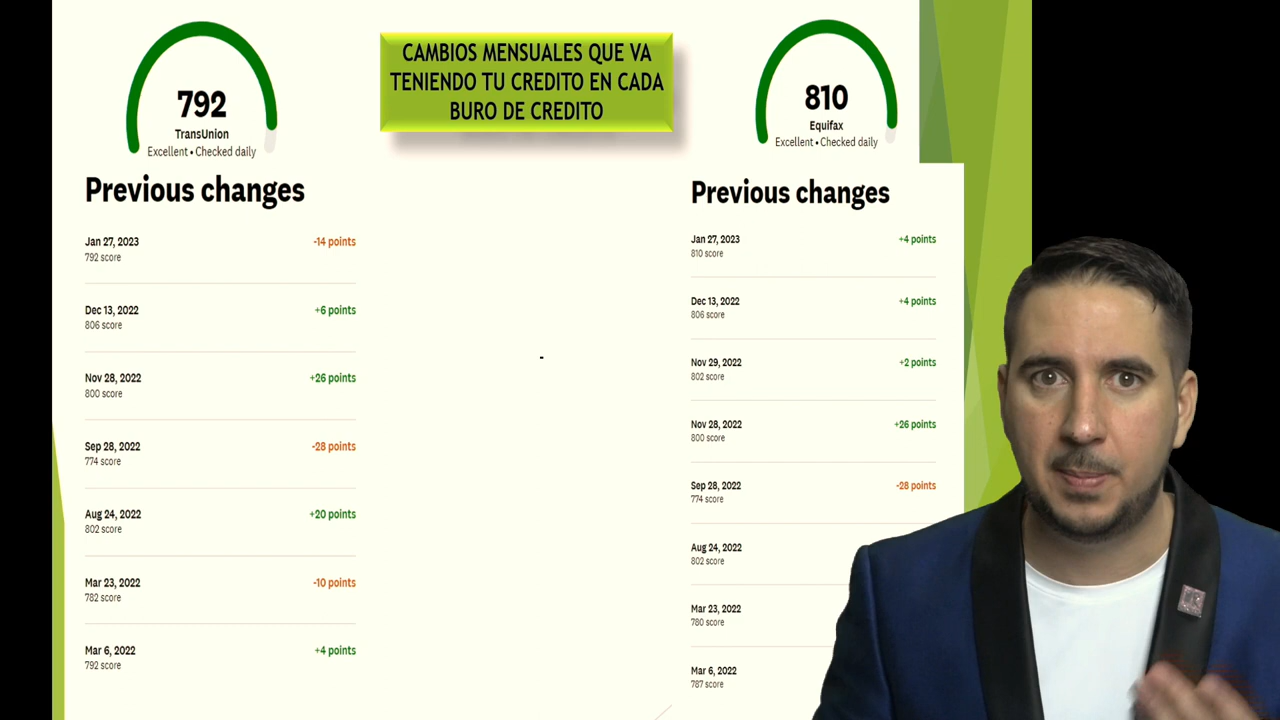 792
TransUnion
Excellent • Checked daily
CAMBIOS MENSUALES QUE VA
TENIENDO TU CREDITO EN CADA
BURO DE CREDITO
810
Equifax
Excellent • Checked daily
Previous changes
Jan 27, 2023 -14 points
792 score
Dec 13, 2022 +6 points
806 score
Nov 28, 2022 +26 points
800 score
Sep 28, 2022 -28 points
774 score
Aug 24, 2022 +20 points
802 score
Mar 23, 2022 -10 points
782 score
Mar 6, 2022 +4 points
792 score
Previous changes
Jan 27, 2023 +4 points
810 score
Dec 13, 2022 +4 points
806 score
Nov 29, 2022 +2 points
802 score
Nov 28, 2022 +26 points
800 score
Sep 28, 2022 -28 points
774 score
Aug 24, 2022
802 score
Mar 23, 2022
780 score
Mar 6, 2022
787 score